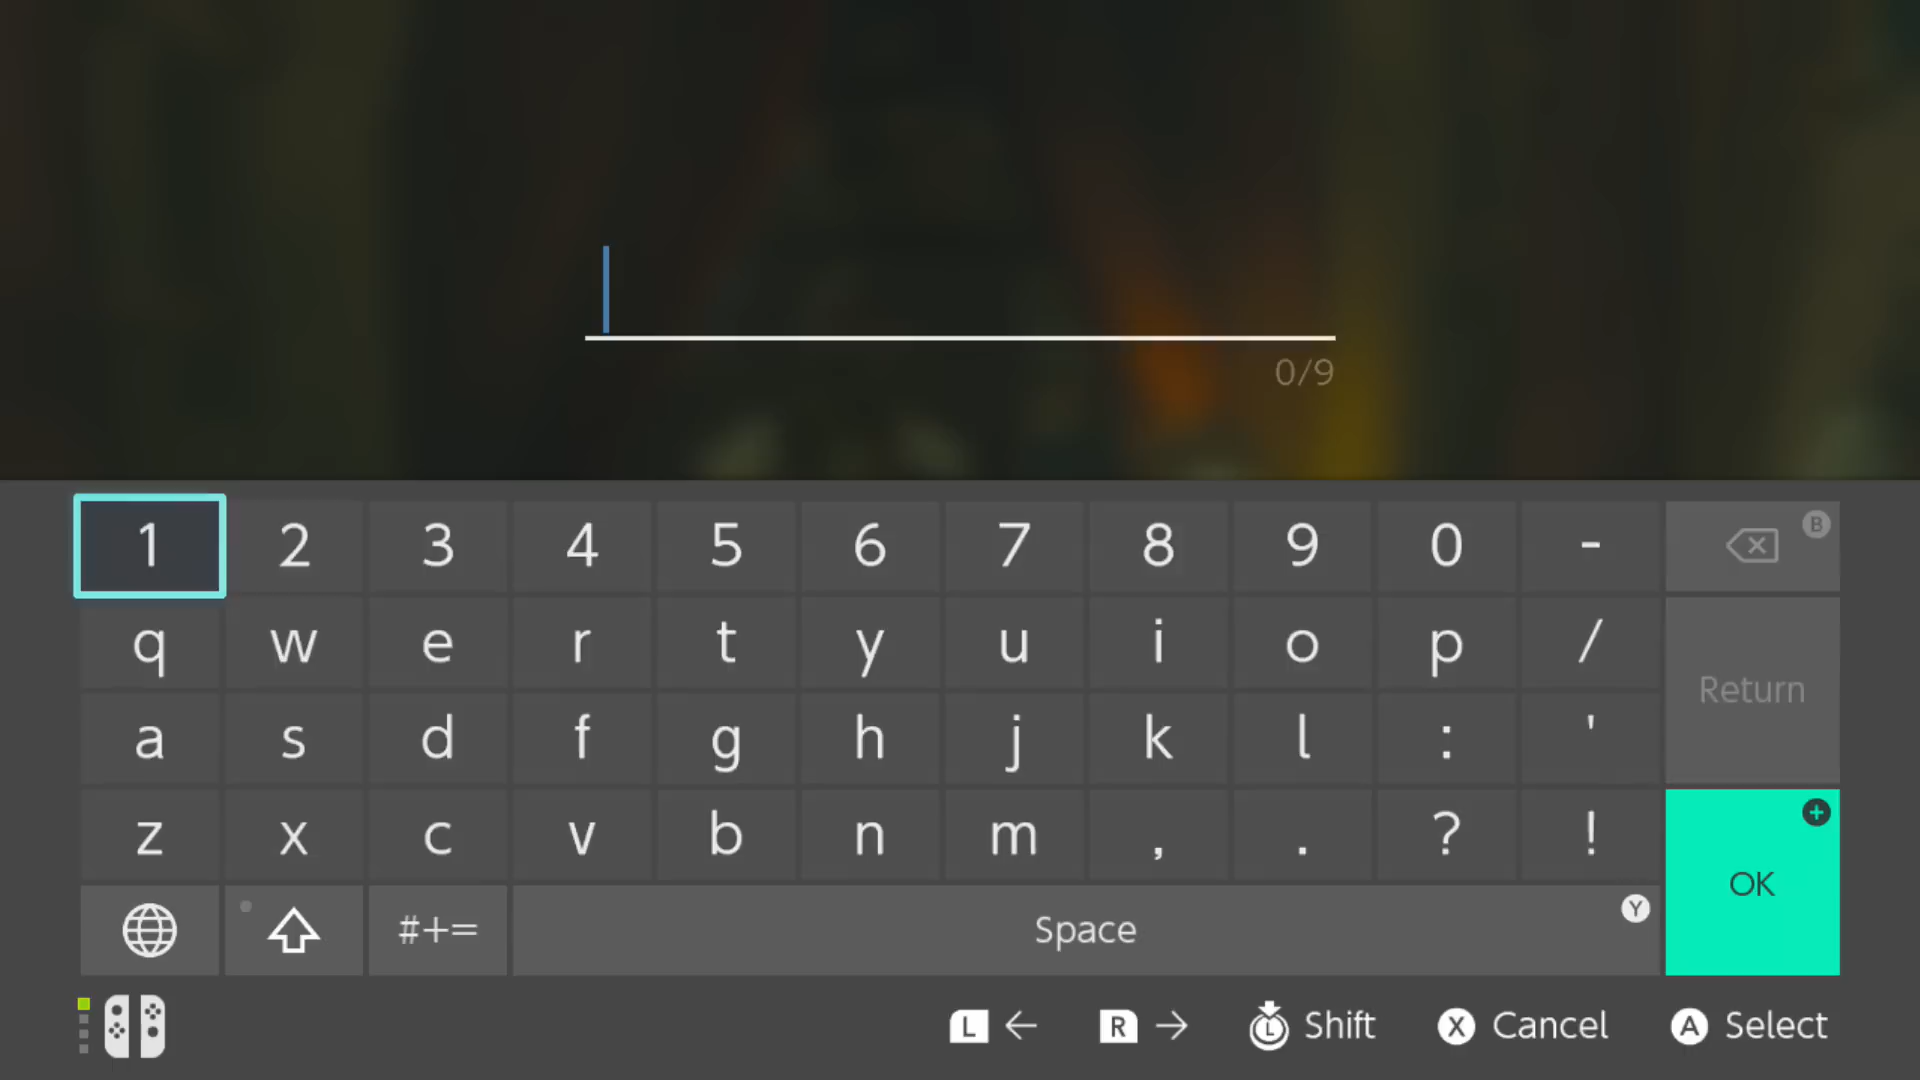 0/9
1 2 3 4 5 6 7 8 9 0 - B
q w e r t y u i o p /
Return
a s d f g h j k l : '
z x c v b n m , . ? ! +
OK
#+= Space Y
L ← R → L Shift X Cancel A Select